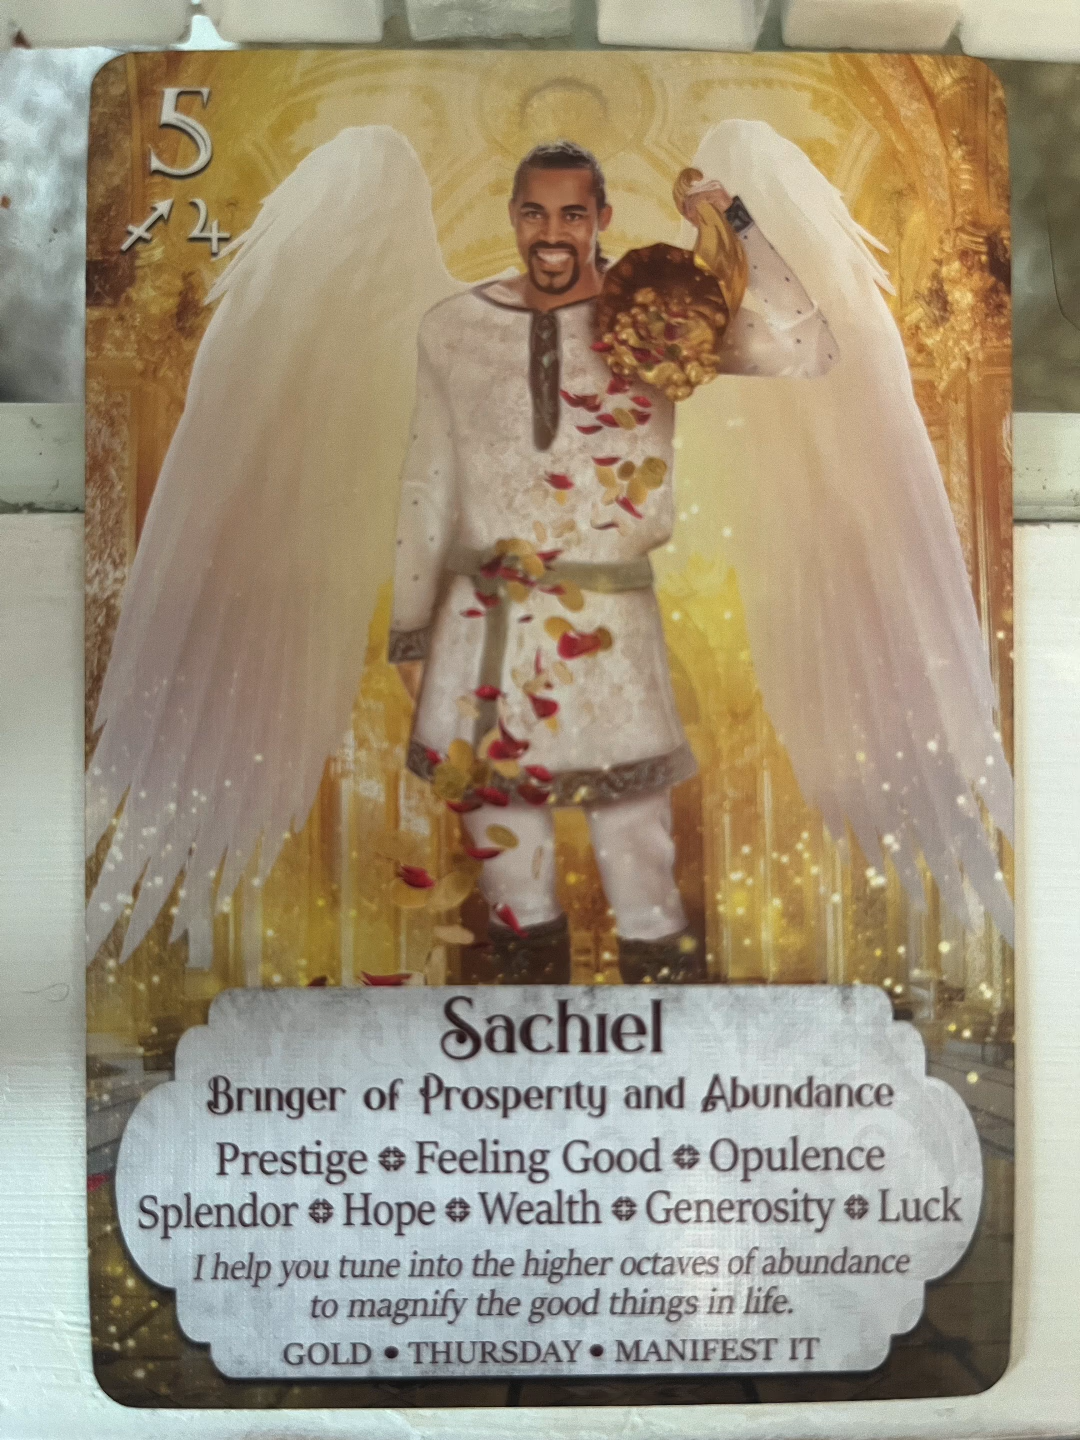 5
♐ ♃
Sachiel
Bringer of Prosperity and Abundance
Prestige ❖ Feeling Good ❖ Opulence
Splendor ❖ Hope ❖ Wealth ❖ Generosity ❖ Luck
I help you tune into the higher octaves of abundance
to magnify the good things in life.
GOLD • THURSDAY • MANIFEST IT